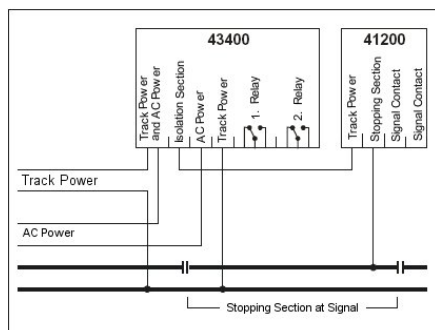 43400
41200
Track Power
and AC Power
Isolation Section
AC Power
Track Power
1. Relay
2. Relay
Track Power
Stopping Section
Signal Contact
Signal Contact
Track Power
AC Power
Stopping Section at Signal